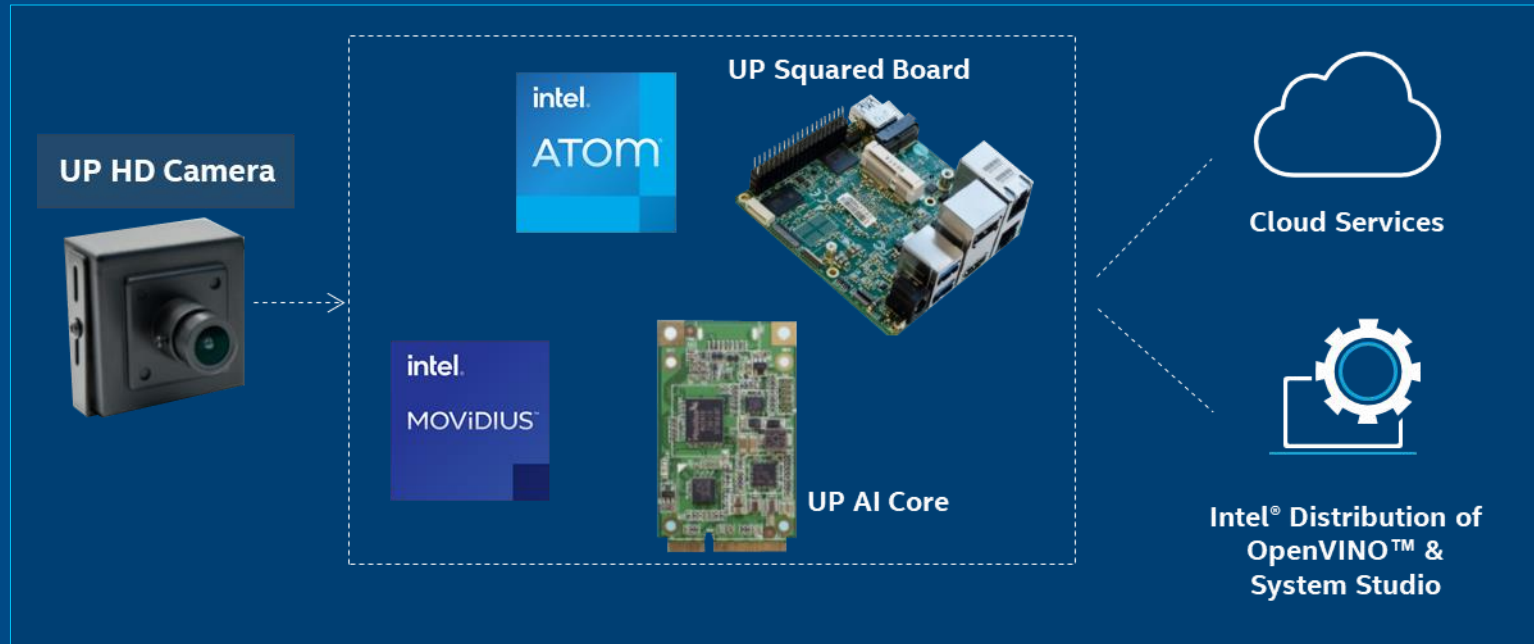 UP HD Camera
intel.
ATOM
UP Squared Board
intel.
MOVIDIUS™
UP AI Core
Cloud Services
Intel® Distribution of
OpenVINO™ &
System Studio